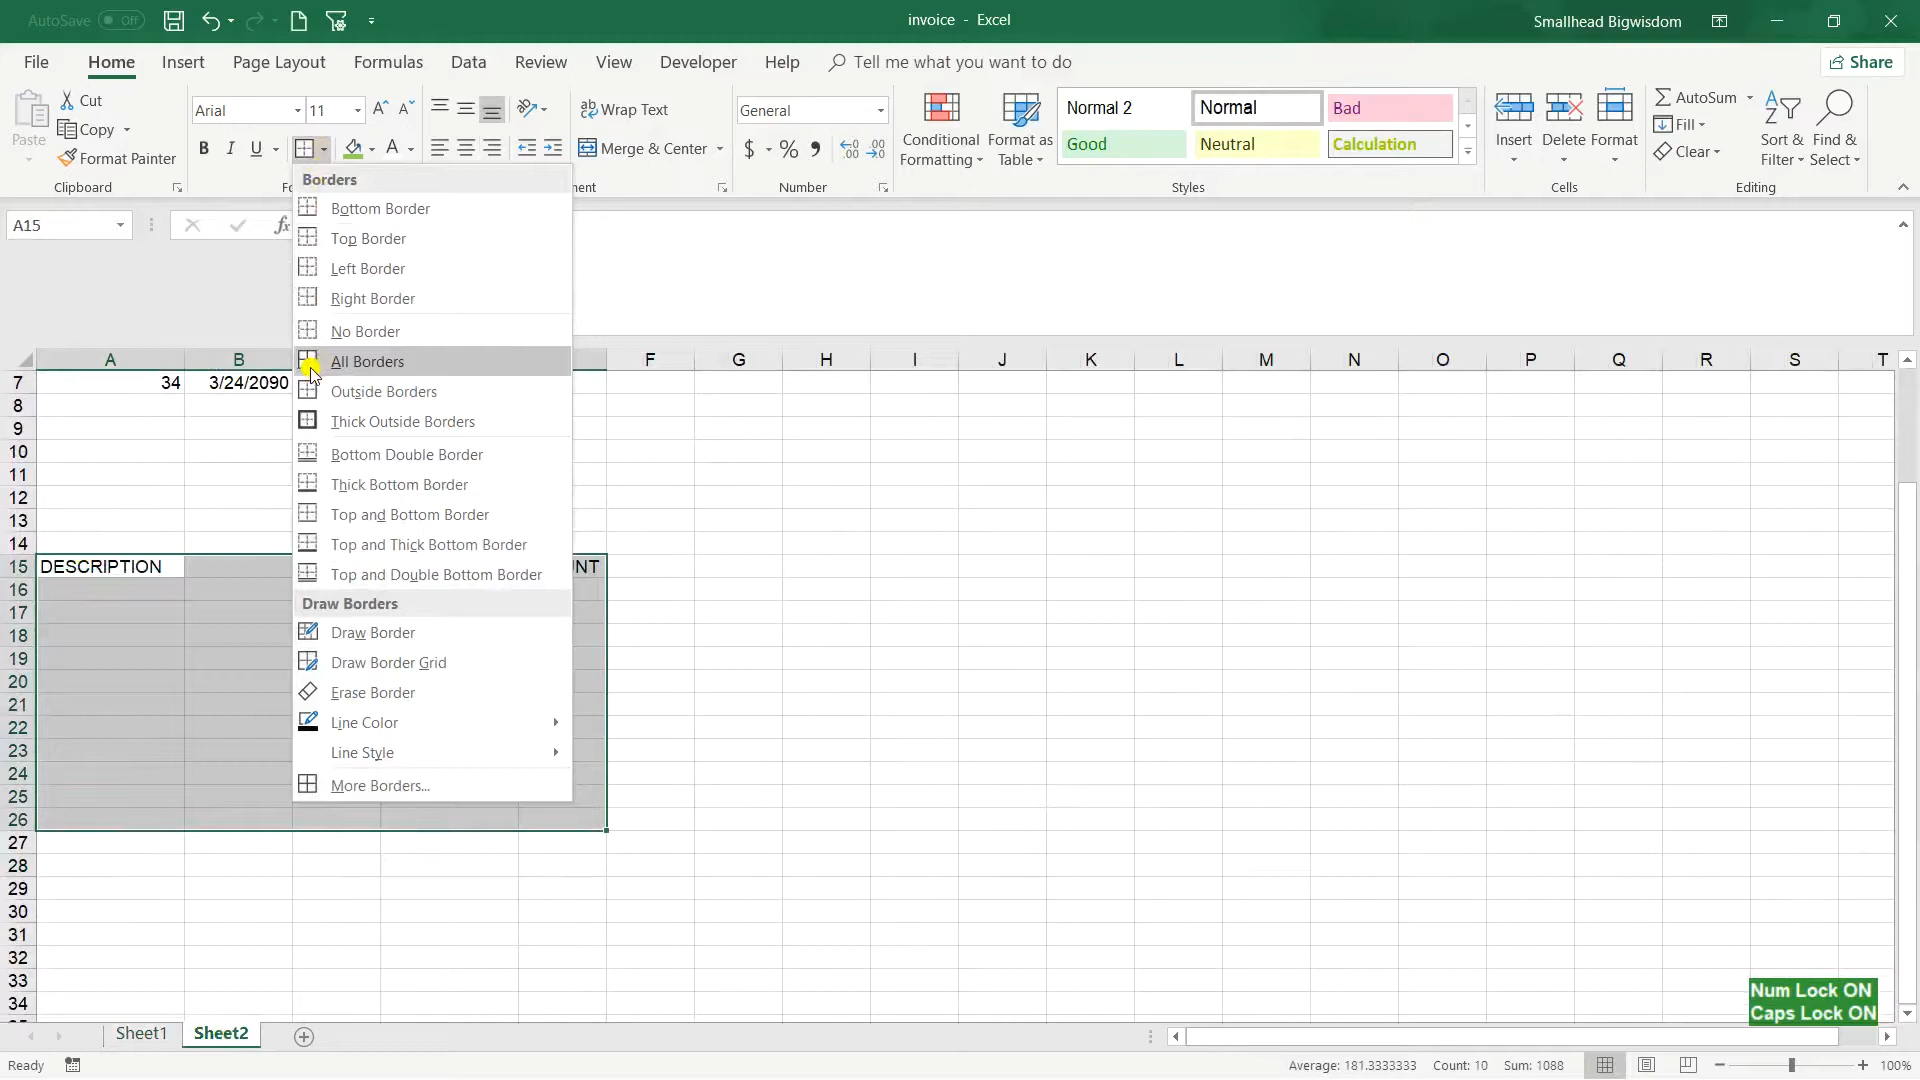 AutoSave Off
invoice - Excel
Smallhead Bigwisdom
File Home Insert Page Layout Formulas Data Review View Developer Help Tell me what you want to do Share
Paste
Cut
Copy
Format Painter
Clipboard
Arial 11
B I U A
Wrap Text
Merge & Center
General
$ %
Number
Conditional Formatting
Format as Table
Normal 2 Normal Bad
Good Neutral Calculation
Styles
Insert Delete Format
Cells
AutoSum
Fill
Clear
Sort & Filter
Find & Select
Editing
A15 fx
Borders
Bottom Border
Top Border
Left Border
Right Border
No Border
All Borders
Outside Borders
Thick Outside Borders
Bottom Double Border
Thick Bottom Border
Top and Bottom Border
Top and Thick Bottom Border
Top and Double Bottom Border
Draw Borders
Draw Border
Draw Border Grid
Erase Border
Line Color
Line Style
More Borders...
A B F G H I J K L M N O P Q R S T
7 34 3/24/2090
8
9
10
11
12
13
14
15 DESCRIPTION NT
16
17
18
19
20
21
22
23
24
25
26
27
28
29
30
31
32
33
34
Num Lock ON
Caps Lock ON
Sheet1 Sheet2
Ready
Average: 181.3333333 Count: 10 Sum: 1088
100%